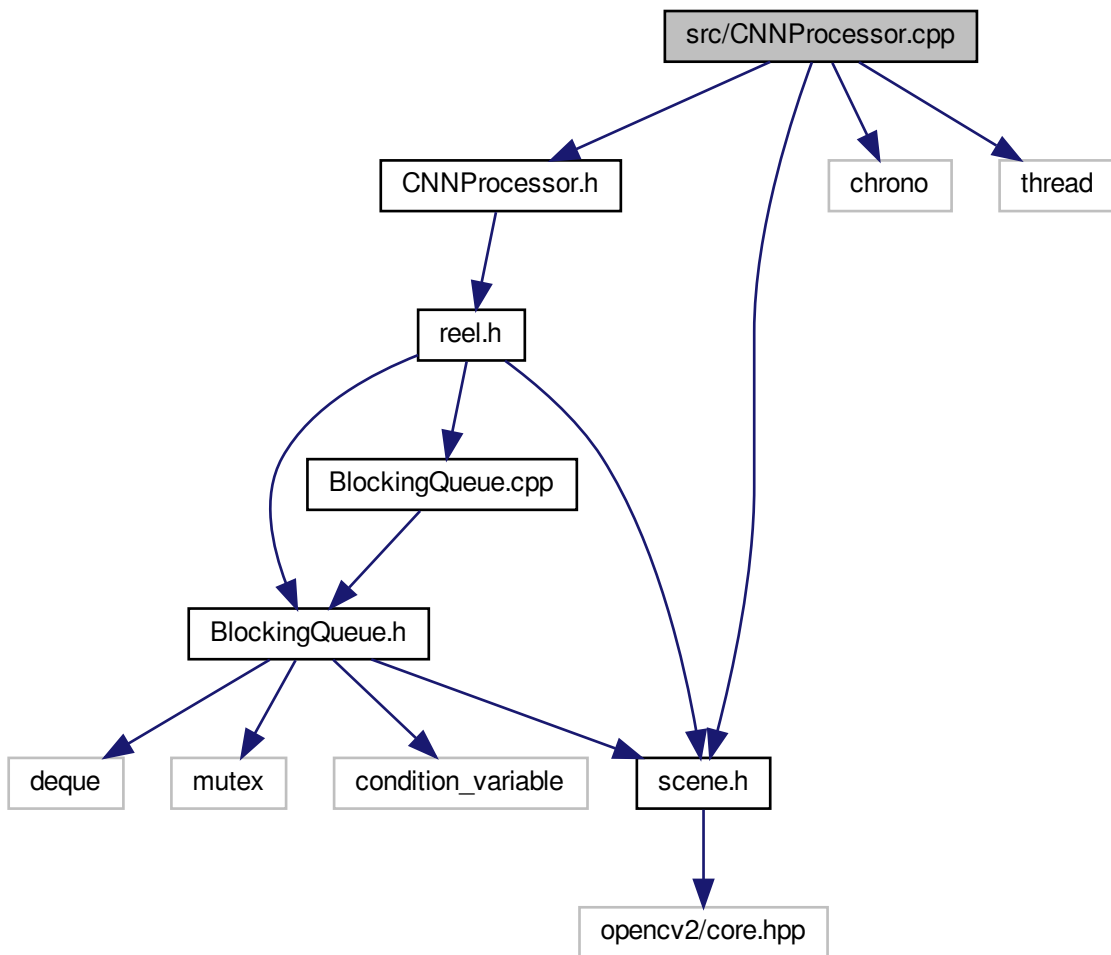 src/CNNProcessor.cpp
CNNProcessor.h
chrono
thread
reel.h
BlockingQueue.cpp
BlockingQueue.h
deque
mutex
condition_variable
scene.h
opencv2/core.hpp